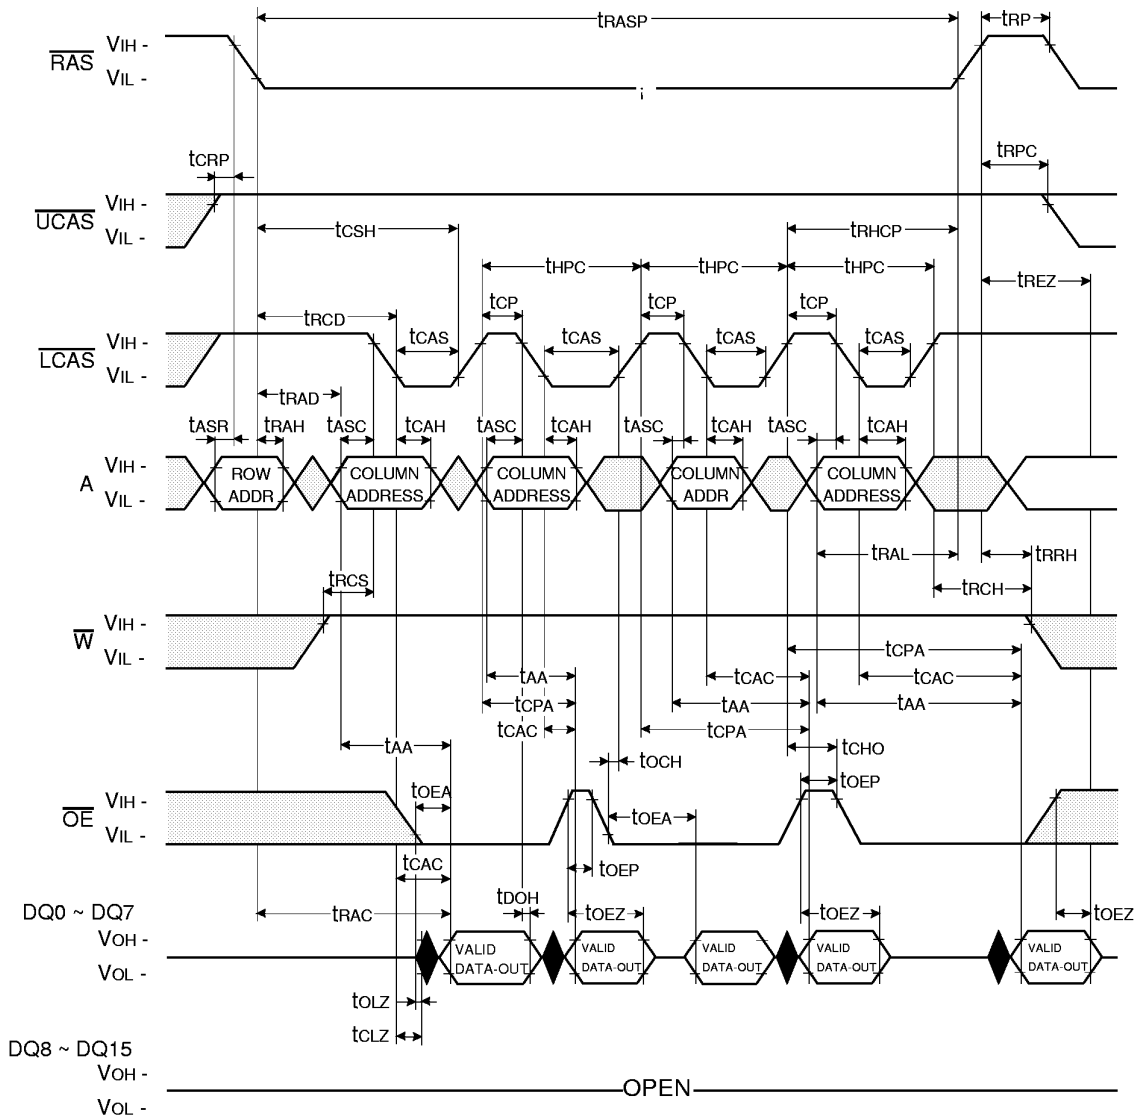 tRASP
tRP
RAS
VIH -
VIL -
tCRP
tRPC
UCAS
VIH -
VIL -
tCSH
tRHCP
tHPC
tHPC
tHPC
tREZ
tRCD
tCP
tCP
tCP
LCAS
VIH -
VIL -
tCAS
tCAS
tCAS
tCAS
tRAD
tASR
tRAH
tASC
tCAH
tASC
tCAH
tASC
tCAH
tASC
tCAH
A
VIH -
VIL -
ROW
ADDR
COLUMN
ADDRESS
COLUMN
ADDRESS
COLUMN
ADDR
COLUMN
ADDRESS
tRAL
tRRH
tRCS
tRCH
W
VIH -
VIL -
tCPA
tAA
tCAC
tCAC
tCPA
tAA
tAA
tCAC
tCPA
tAA
tOCH
tCHO
tOEA
tOEP
OE
VIH -
VIL -
tOEA
tCAC
tOEP
tDOH
DQ0 ~ DQ7
tRAC
tOEZ
tOEZ
tOEZ
VOH -
VOL -
VALID
DATA-OUT
VALID
DATA-OUT
VALID
DATA-OUT
VALID
DATA-OUT
VALID
DATA-OUT
tOLZ
tCLZ
DQ8 ~ DQ15
VOH -
VOL -
OPEN